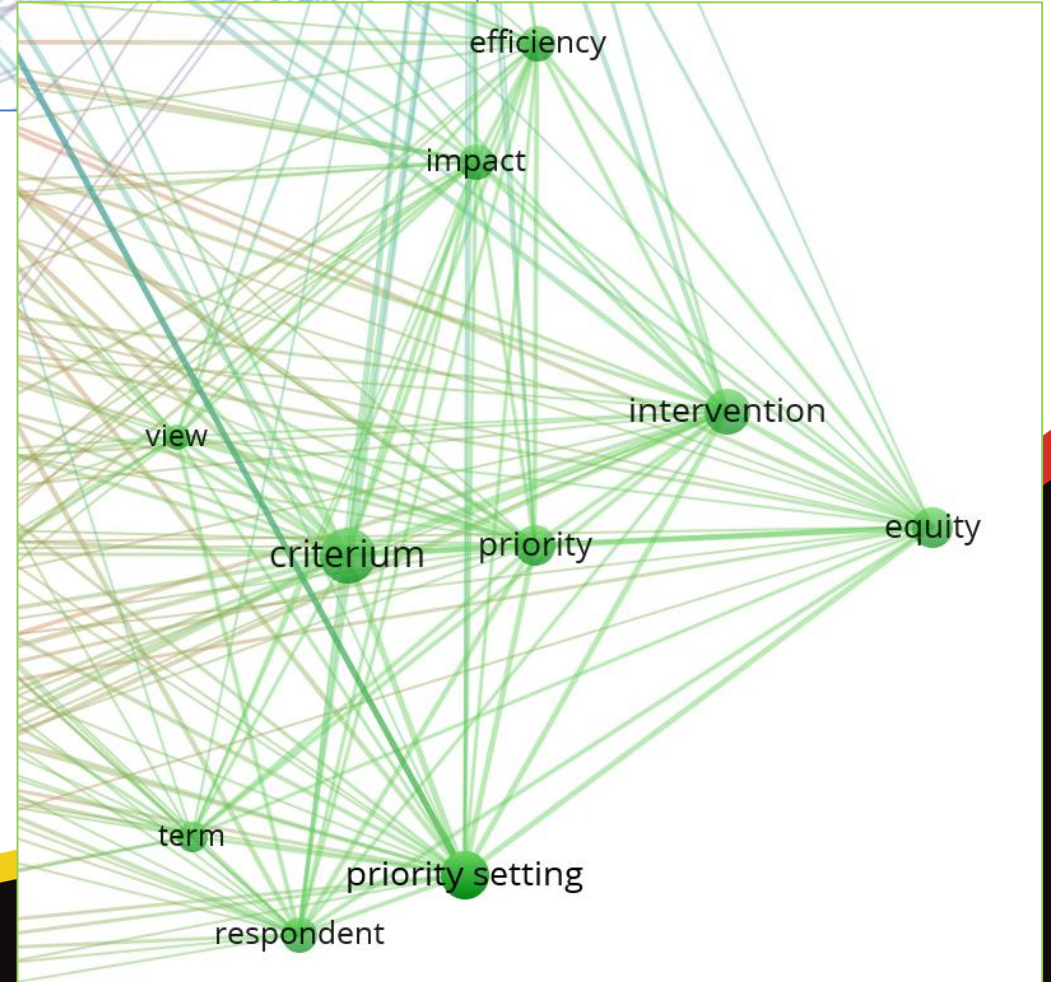 efficiency
impact
intervention
view
equity
criterium
priority
term
priority setting
respondent